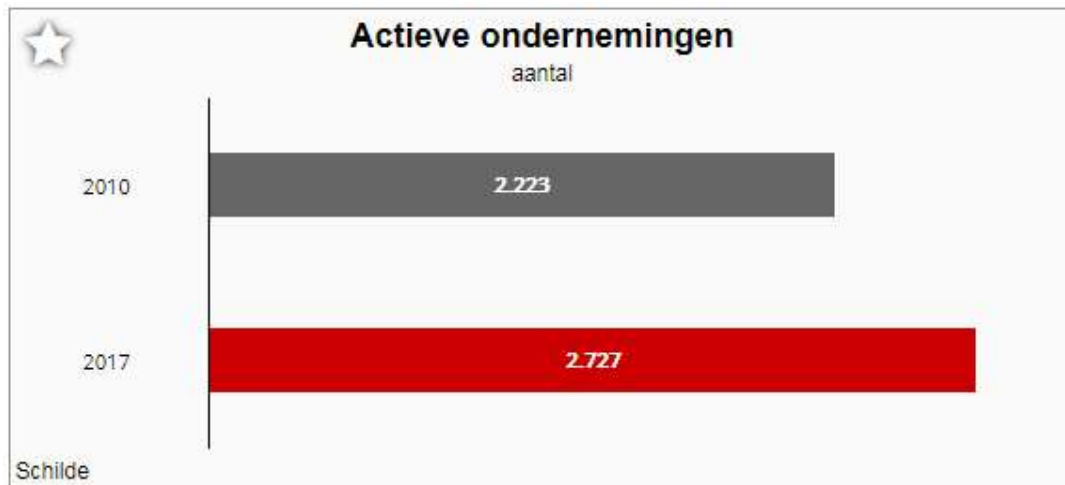 Actieve ondernemingen
aantal
2010
2.223
2017
2.727
Schilde